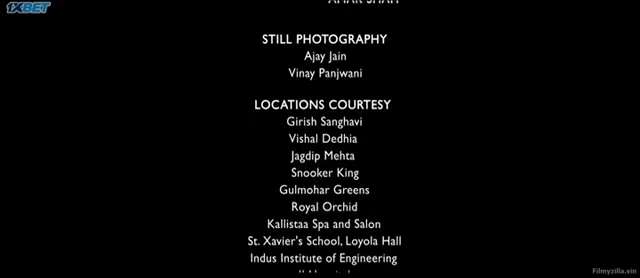 1XBET
STILL PHOTOGRAPHY
Ajay Jain
Vinay Panjwani
LOCATIONS COURTESY
Girish Sanghavi
Vishal Dedhia
Jagdip Mehta
Snooker King
Gulmohar Greens
Royal Orchid
Kallistaa Spa and Salon
St. Xavier's School, Loyola Hall
Indus Institute of Engineering
Filmyzilla.vin